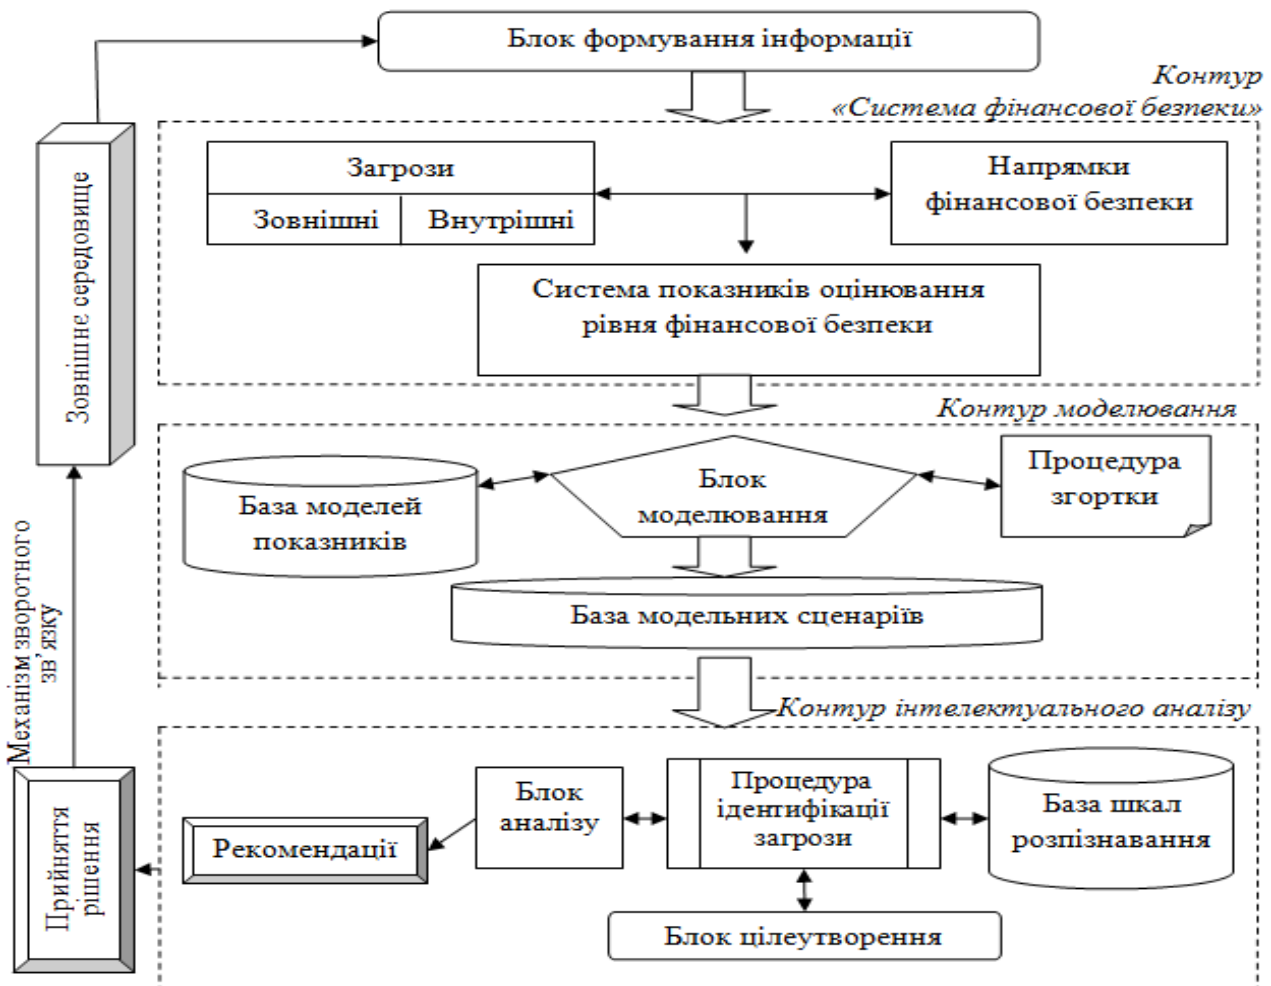 Блок формування інформації
Контур
«Система фінансової безпеки»
Загрози
Зовнішні
Внутрішні
Напрямки
фінансової безпеки
Система показників оцінювання
рівня фінансової безпеки
Зовнішнє середовище
Контур моделювання
База моделей
показників
Блок
моделювання
Процедура
згортки
База модельних сценаріїв
Механізм зворотного
зв’язку
Контур інтелектуального аналізу
Прийняття
рішення
Рекомендації
Блок
аналізу
Процедура
ідентифікації
загрози
База шкал
розпізнавання
Блок цілеутворення